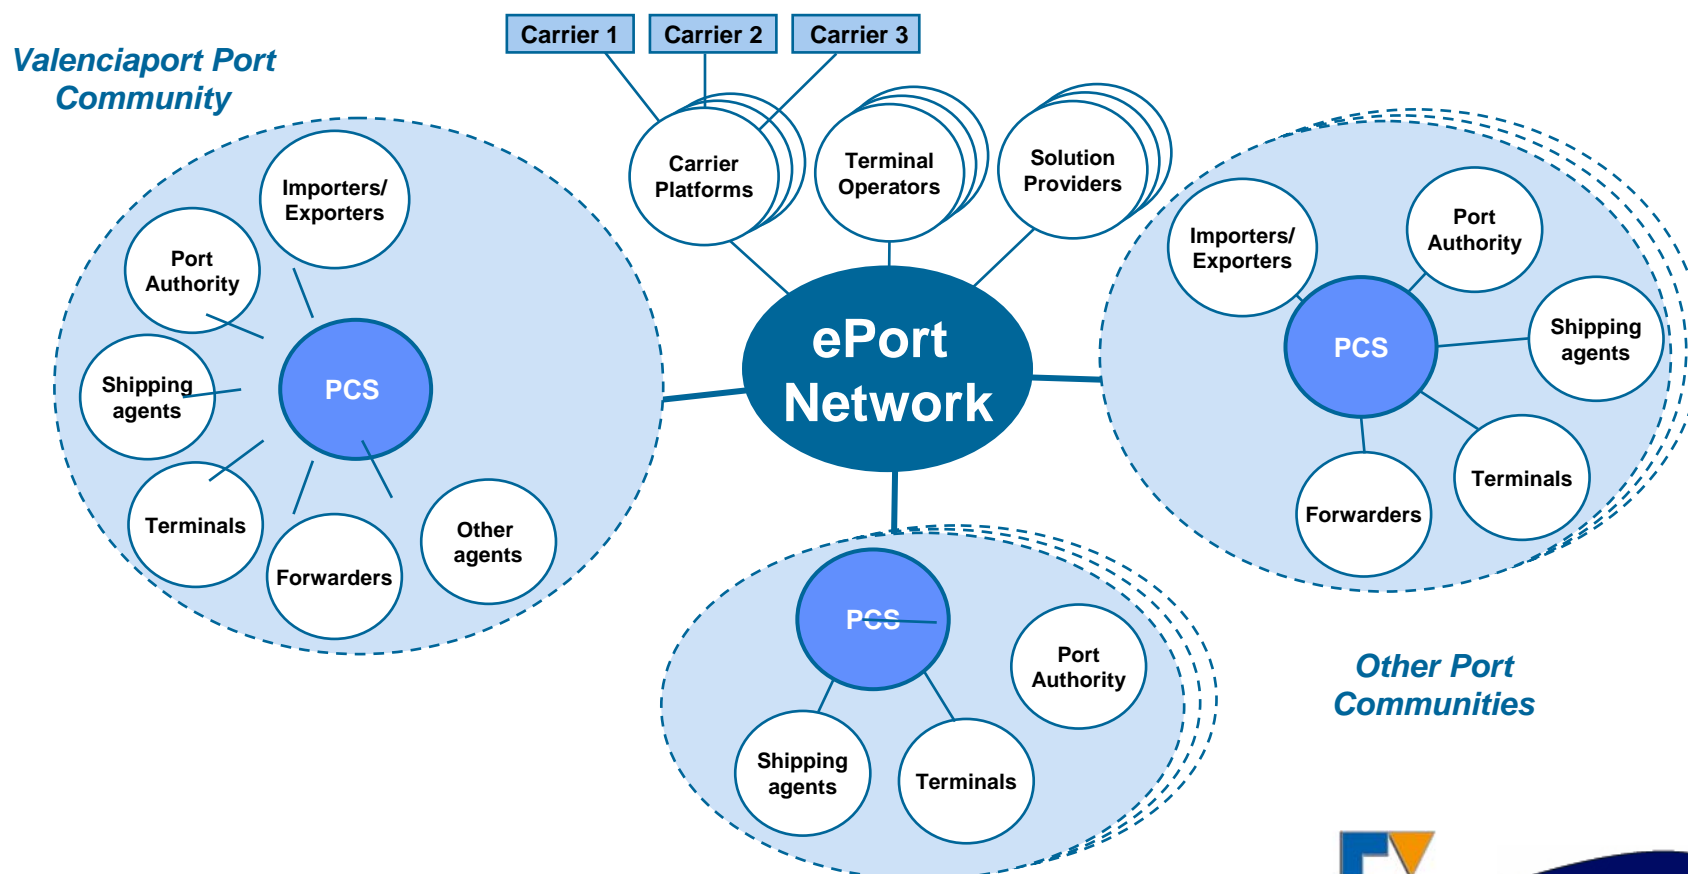 Carrier 1
Carrier 2
Carrier 3
Valenciaport Port
Community
Carrier
Platforms
Terminal
Operators
Solution
Providers
Importers/
Exporters
Port
Authority
Shipping
agents
PCS
Terminals
Forwarders
Other
agents
ePort
Network
Importers/
Exporters
Port
Authority
PCS
Shipping
agents
Terminals
Forwarders
PCS
Port
Authority
Shipping
agents
Terminals
Other Port
Communities